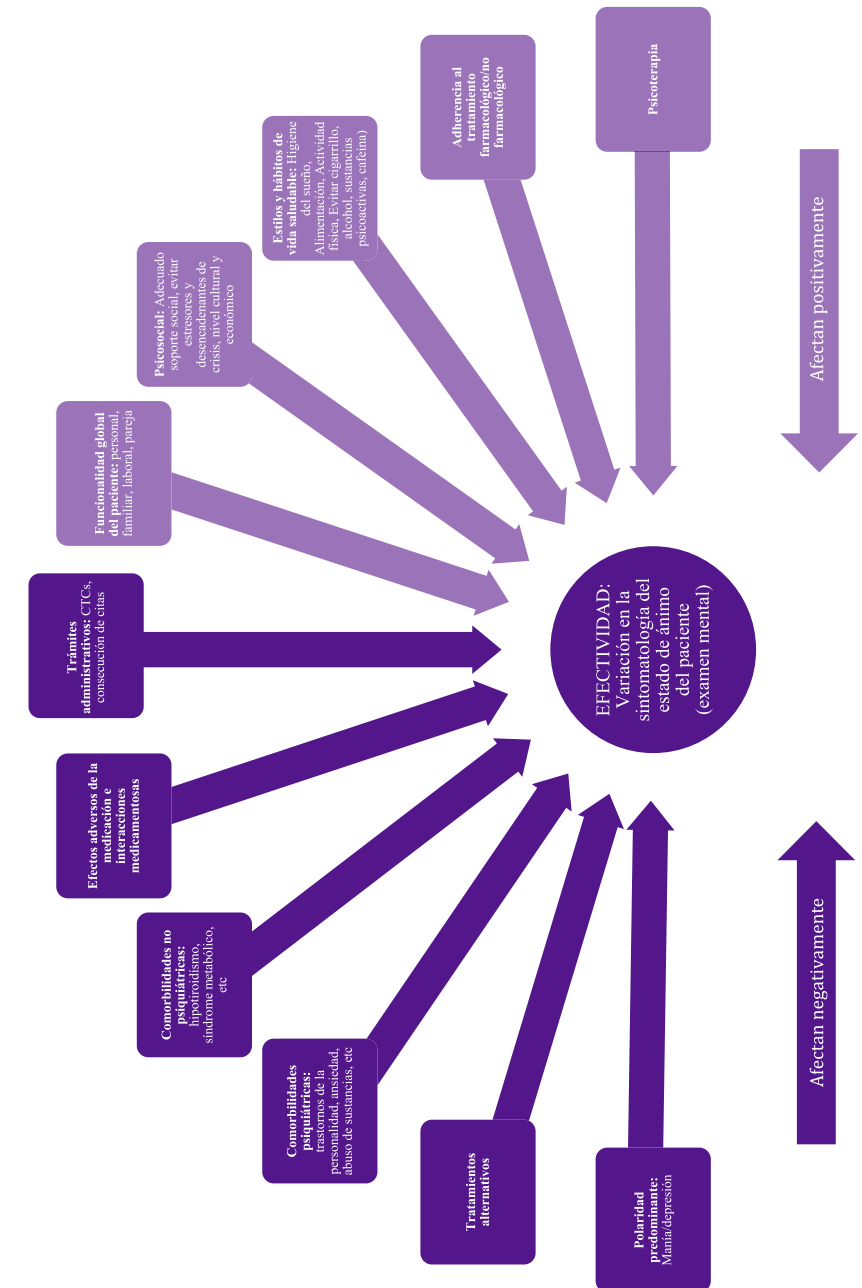 Polaridad
predominante:
Manía/depresión
Tratamientos
alternativos
Comorbilidades
psiquiátricas:
trastornos de la
personalidad, ansiedad,
abuso de sustancias, etc
Comorbilidades no
psiquiátricas:
hipotiroidísmo,
síndrome metabólico,
etc
Efectos adversos de la
medicación e
interacciones
medicamentosas
Trámites
administrativos: CTCs,
consecución de citas
Funcionalidad global
del paciente: personal,
familiar, laboral, pareja
Psicosocial: Adecuado
soporte social, evitar
estresores y
desencadenantes de
crisis, nivel cultural y
económico
Estilos y hábitos de
vida saludable: Higiene
del sueño,
Alimentación, Actividad
física, Evitar cigarrillo,
alcohol, sustancias
psicoactivas, cafeína)
Adherencia al
tratamiento
farmacológico/no
farmacológico
Psicoterapia
EFECTIVIDAD:
Variación en la
sintomatología del
estado de ánimo
del paciente
(examen mental)
Afectan negativamente
Afectan positivamente